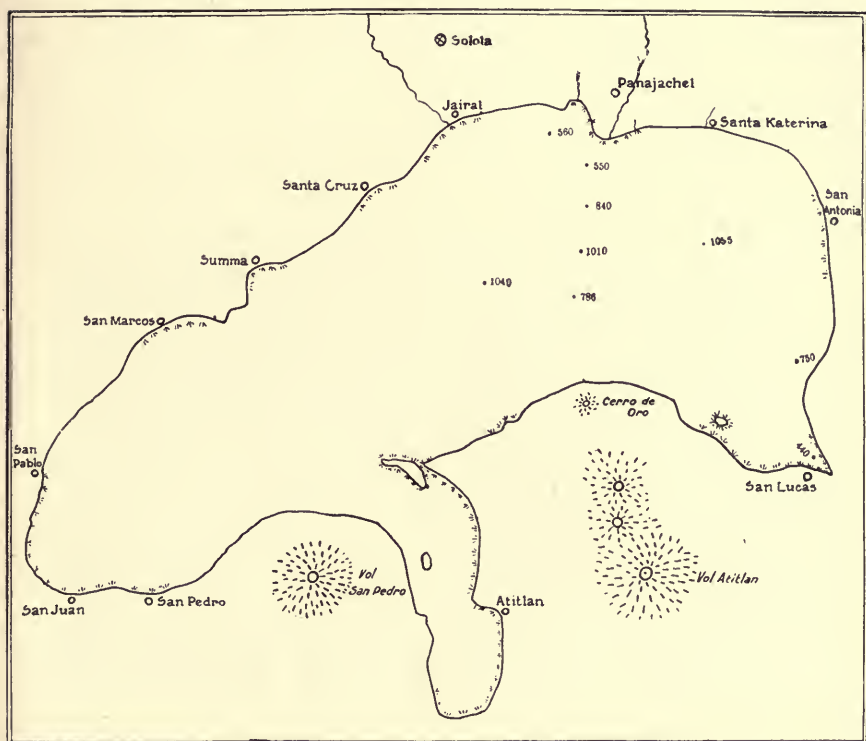 Solola
Panajachel
Jairal
Santa Katerina
560
550
Santa Cruz
San
Antonia
840
1055
1010
Summa
1049
786
San Marcos
750
Cerro de
Oro
San
Pablo
440
San Lucas
Vol
San Pedro
Vol Atitlan
San Juan
San Pedro
Atitlan